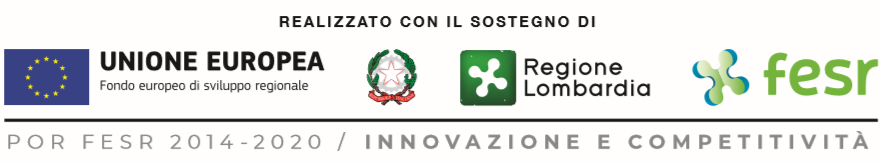 REALIZZATO CON IL SOSTEGNO DI
UNIONE EUROPEA
Fondo europeo di sviluppo regionale
Regione
Lombardia
fesr
POR FESR 2014-2020 / INNOVAZIONE E COMPETITIVITÀ